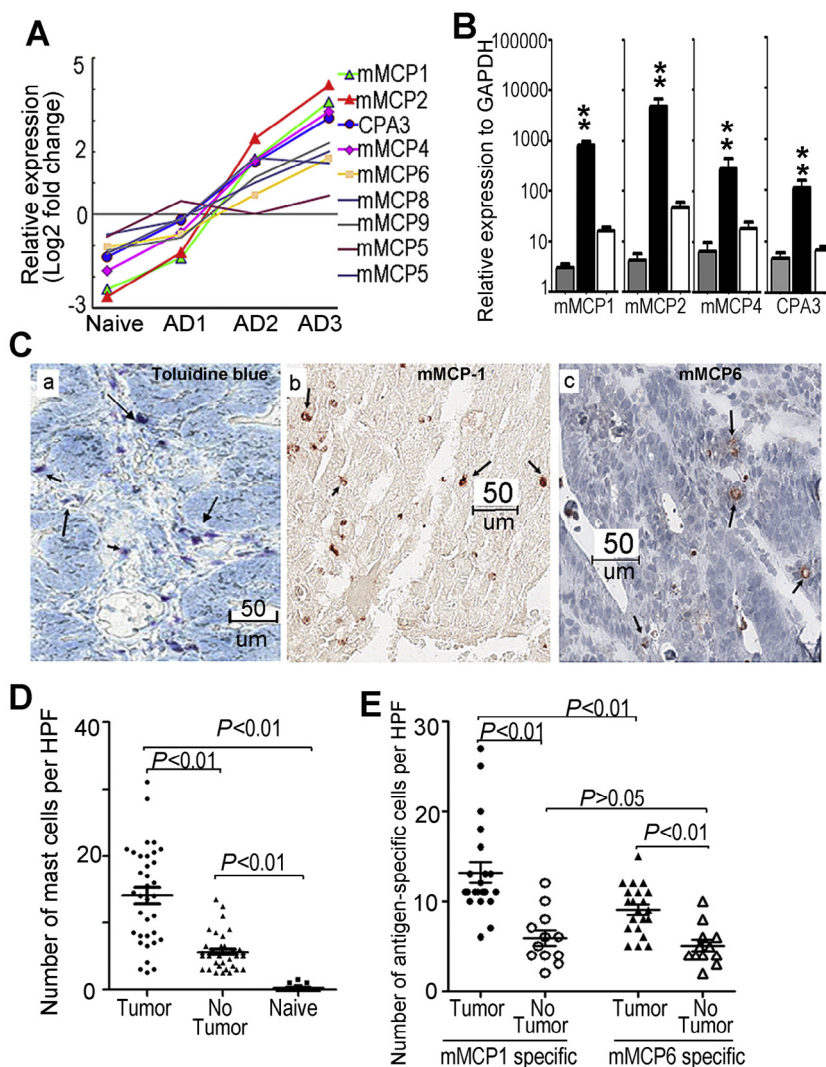 A
Relative expression
(Log2 fold change)
5
2
0
-3
Naive AD1 AD2 AD3
mMCP1
mMCP2
CPA3
mMCP4
mMCP6
mMCP8
mMCP9
mMCP5
mMCP5
B
Relative expression to GAPDH
100000
10000
1000
100
10
1
** ** ** **
mMCP1 mMCP2 mMCP4 CPA3
C
a Toluidine blue
50
um
b mMCP-1
50
um
c mMCP6
50
um
D
Number of mast cells per HPF
40
20
0
P<0.01
P<0.01
P<0.01
Tumor No Naive
Tumor
E
Number of antigen-specific cells per HPF
30
20
10
0
P<0.01
P<0.01
P>0.05
P<0.01
Tumor No Tumor No
Tumor Tumor
mMCP1 specific mMCP6 specific